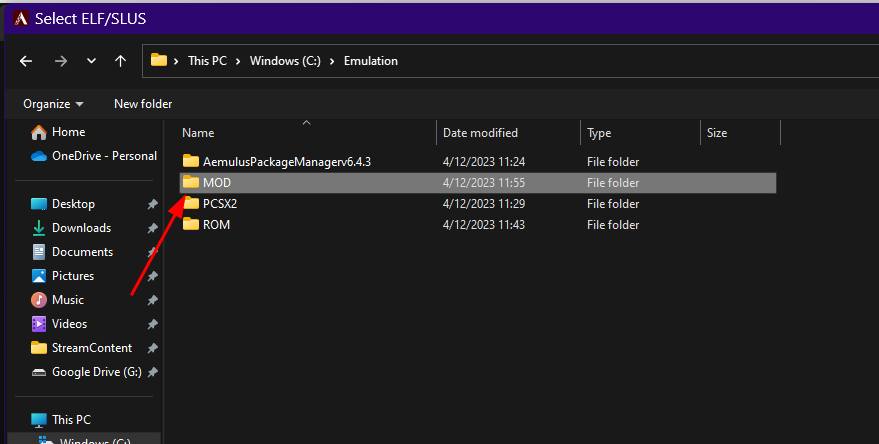 Select ELF/SLUS
This PC > Windows (C:) > Emulation
Organize New folder
Name Date modified Type Size
Home
OneDrive - Personal
Desktop
Downloads
Documents
Pictures
Music
Videos
StreamContent
Google Drive (G:)
This PC
Windows (C:)
AemulusPackageManagerv6.4.3 4/12/2023 11:24 File folder
MOD 4/12/2023 11:55 File folder
PCSX2 4/12/2023 11:29 File folder
ROM 4/12/2023 11:43 File folder